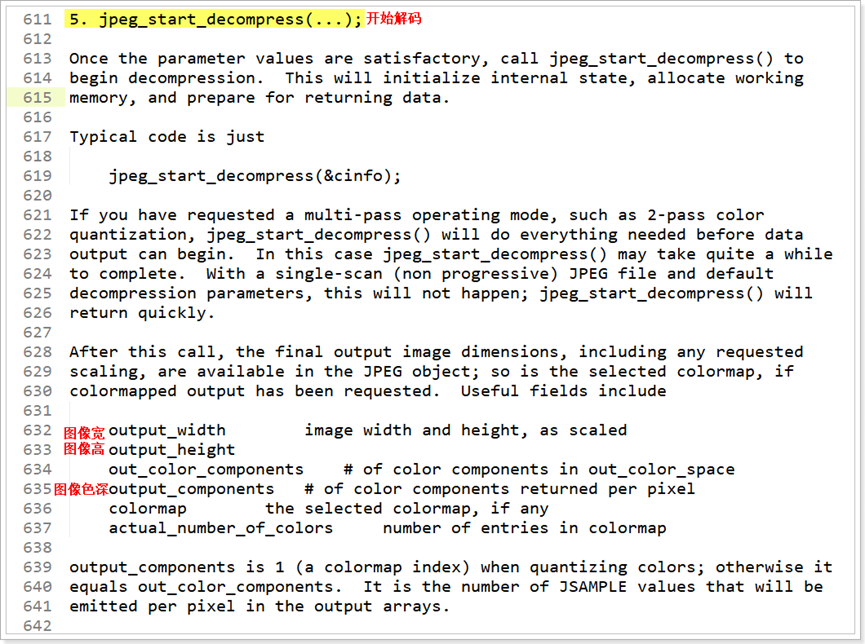 611 5. jpeg_start_decompress(...); 开始解码
612
613 Once the parameter values are satisfactory, call jpeg_start_decompress() to
614 begin decompression.  This will initialize internal state, allocate working
615 memory, and prepare for returning data.
616
617 Typical code is just
618
619     jpeg_start_decompress(&cinfo);
620
621 If you have requested a multi-pass operating mode, such as 2-pass color
622 quantization, jpeg_start_decompress() will do everything needed before data
623 output can begin.  In this case jpeg_start_decompress() may take quite a while
624 to complete.  With a single-scan (non progressive) JPEG file and default
625 decompression parameters, this will not happen; jpeg_start_decompress() will
626 return quickly.
627
628 After this call, the final output image dimensions, including any requested
629 scaling, are available in the JPEG object; so is the selected colormap, if
630 colormapped output has been requested.  Useful fields include
631
632 图像宽 output_width        image width and height, as scaled
633 图像高 output_height
634     out_color_components    # of color components in out_color_space
635 图像色深 output_components   # of color components returned per pixel
636     colormap        the selected colormap, if any
637     actual_number_of_colors     number of entries in colormap
638
639 output_components is 1 (a colormap index) when quantizing colors; otherwise it
640 equals out_color_components.  It is the number of JSAMPLE values that will be
641 emitted per pixel in the output arrays.
642